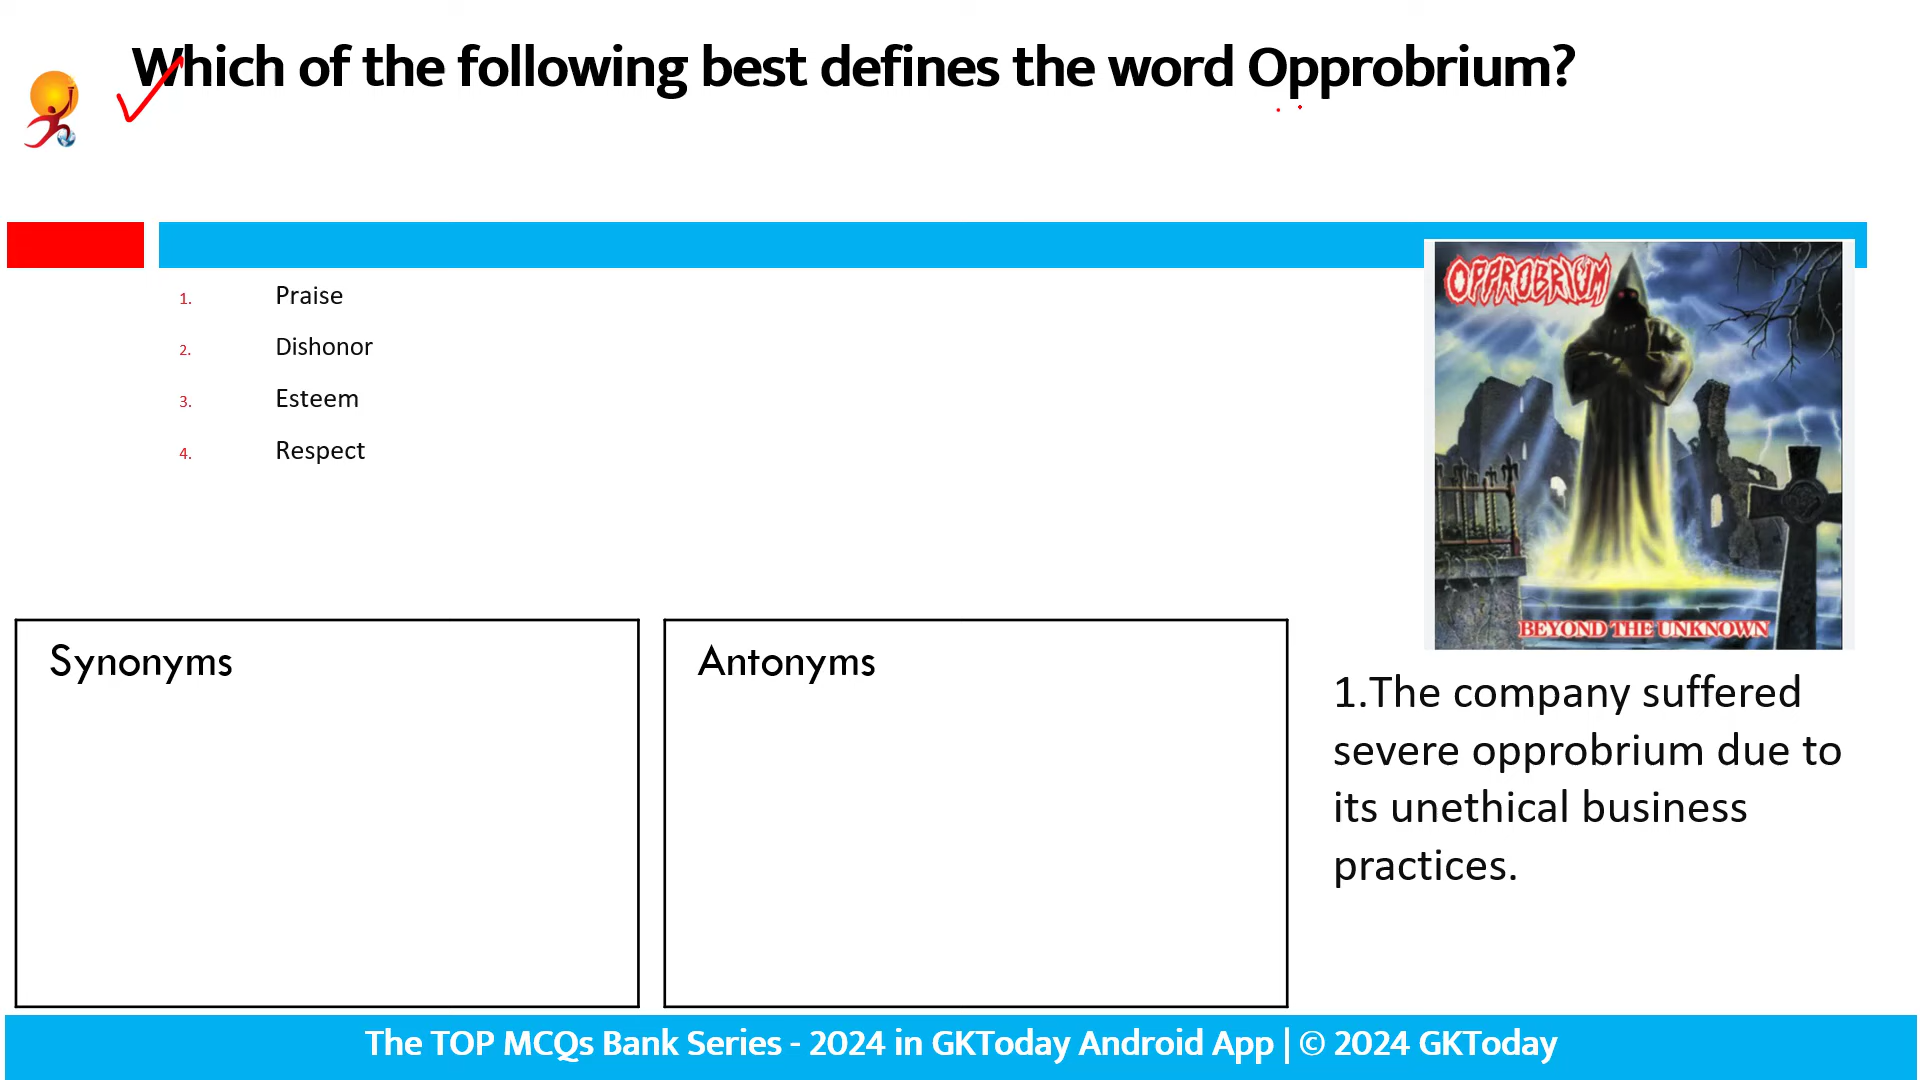 Which of the following best defines the word Opprobrium?
1. Praise
2. Dishonor
3. Esteem
4. Respect
OPPROBRIUM
BEYOND THE UNKNOWN
Synonyms
Antonyms
1.The company suffered
severe opprobrium due to
its unethical business
practices.
The TOP MCQs Bank Series - 2024 in GKToday Android App | © 2024 GKToday